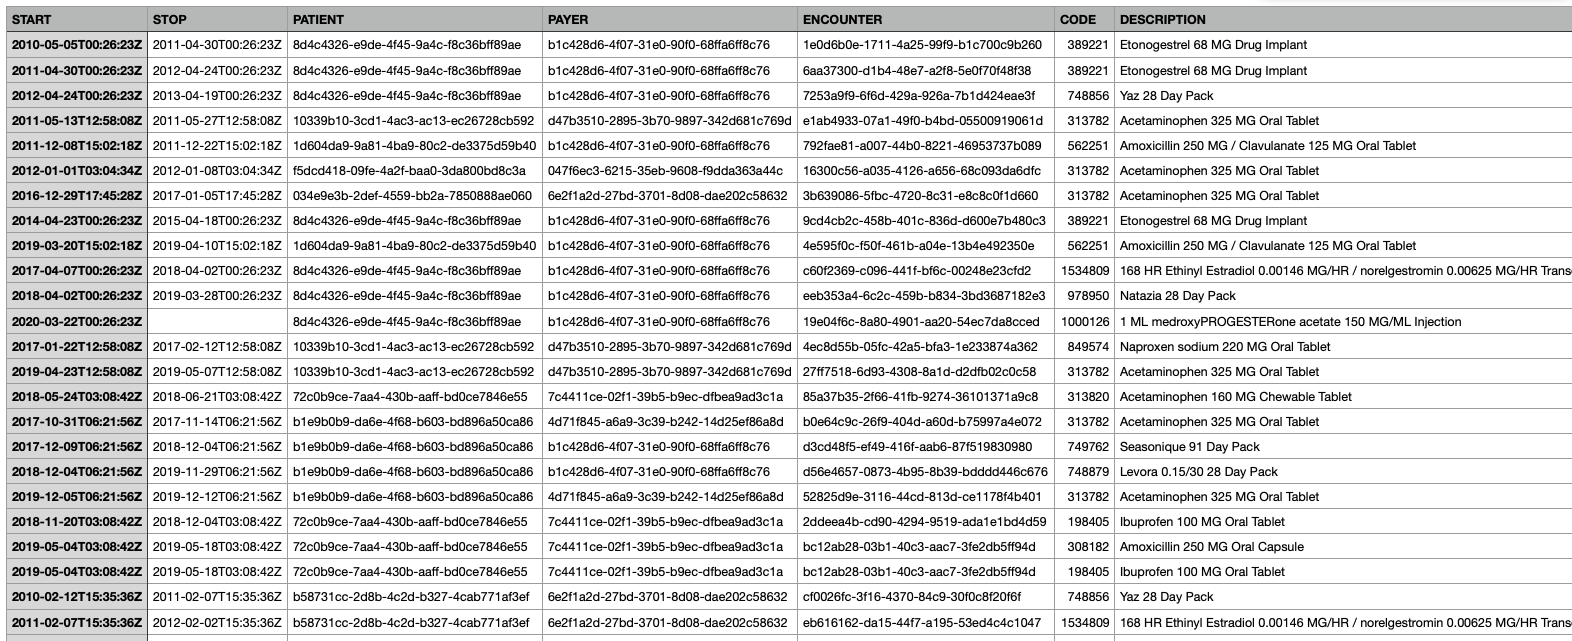 START STOP PATIENT PAYER ENCOUNTER CODE DESCRIPTION
2010-05-05T00:26:23Z 2011-04-30T00:26:23Z 8d4c4326-e9de-4f45-9a4c-f8c36bff89ae b1c428d6-4f07-31e0-90f0-68ffa6ff8c76 1e0d6b0e-1711-4a25-99f9-b1c700c9b260 389221 Etonogestrel 68 MG Drug Implant
2011-04-30T00:26:23Z 2012-04-24T00:26:23Z 8d4c4326-e9de-4f45-9a4c-f8c36bff89ae b1c428d6-4f07-31e0-90f0-68ffa6ff8c76 6aa37300-d1b4-48e7-a2f8-5e0f70f48f38 389221 Etonogestrel 68 MG Drug Implant
2012-04-24T00:26:23Z 2013-04-19T00:26:23Z 8d4c4326-e9de-4f45-9a4c-f8c36bff89ae b1c428d6-4f07-31e0-90f0-68ffa6ff8c76 7253a9f9-6f6d-429a-926a-7b1d424eae3f 748856 Yaz 28 Day Pack
2011-05-13T12:58:08Z 2011-05-27T12:58:08Z 10339b10-3cd1-4ac3-ac13-ec26728cb592 d47b3510-2895-3b70-9897-342d681c769d e1ab4933-07a1-49f0-b4bd-05500919061d 313782 Acetaminophen 325 MG Oral Tablet
2011-12-08T15:02:18Z 2011-12-22T15:02:18Z 1d604da9-9a81-4ba9-80c2-de3375d59b40 b1c428d6-4f07-31e0-90f0-68ffa6ff8c76 792fae81-a007-44b0-8221-46953737b089 562251 Amoxicillin 250 MG / Clavulanate 125 MG Oral Tablet
2012-01-01T03:04:34Z 2012-01-08T03:04:34Z f5dcd418-09fe-4a2f-baa0-3da800bd8c3a 047f6ec3-6215-35eb-9608-f9dda363a44c 16300c56-a035-4126-a656-68c093da6dfc 313782 Acetaminophen 325 MG Oral Tablet
2016-12-29T17:45:28Z 2017-01-05T17:45:28Z 034e9e3b-2def-4559-bb2a-7850888ae060 6e2f1a2d-27bd-3701-8d08-dae202c58632 3b639086-5fbc-4720-8c31-e8c8c0f1d660 313782 Acetaminophen 325 MG Oral Tablet
2014-04-23T00:26:23Z 2015-04-18T00:26:23Z 8d4c4326-e9de-4f45-9a4c-f8c36bff89ae b1c428d6-4f07-31e0-90f0-68ffa6ff8c76 9cd4cb2c-458b-401c-836d-d600e7b480c3 389221 Etonogestrel 68 MG Drug Implant
2019-03-20T15:02:18Z 2019-04-10T15:02:18Z 1d604da9-9a81-4ba9-80c2-de3375d59b40 b1c428d6-4f07-31e0-90f0-68ffa6ff8c76 4e595f0c-f50f-461b-a04e-13b4e492350e 562251 Amoxicillin 250 MG / Clavulanate 125 MG Oral Tablet
2017-04-07T00:26:23Z 2018-04-02T00:26:23Z 8d4c4326-e9de-4f45-9a4c-f8c36bff89ae b1c428d6-4f07-31e0-90f0-68ffa6ff8c76 c60f2369-c096-441f-bf6c-00248e23cfd2 1534809 168 HR Ethinyl Estradiol 0.00146 MG/HR / norelgestromin 0.00625 MG/HR Trans
2018-04-02T00:26:23Z 2019-03-28T00:26:23Z 8d4c4326-e9de-4f45-9a4c-f8c36bff89ae b1c428d6-4f07-31e0-90f0-68ffa6ff8c76 eeb353a4-6c2c-459b-b834-3bd3687182e3 978950 Natazia 28 Day Pack
2020-03-22T00:26:23Z 8d4c4326-e9de-4f45-9a4c-f8c36bff89ae b1c428d6-4f07-31e0-90f0-68ffa6ff8c76 19e04f6c-8a80-4901-aa20-54ec7da8cced 1000126 1 ML medroxyPROGESTERone acetate 150 MG/ML Injection
2017-01-22T12:58:08Z 2017-02-12T12:58:08Z 10339b10-3cd1-4ac3-ac13-ec26728cb592 d47b3510-2895-3b70-9897-342d681c769d 4ec8d55b-05fc-42a5-bfa3-1e233874a362 849574 Naproxen sodium 220 MG Oral Tablet
2019-04-23T12:58:08Z 2019-05-07T12:58:08Z 10339b10-3cd1-4ac3-ac13-ec26728cb592 d47b3510-2895-3b70-9897-342d681c769d 27ff7518-6d93-4308-8a1d-d2dfb02c0c58 313782 Acetaminophen 325 MG Oral Tablet
2018-05-24T03:08:42Z 2018-06-21T03:08:42Z 72c0b9ce-7aa4-430b-aaff-bd0ce7846e55 7c4411ce-02f1-39b5-b9ec-dfbea9ad3c1a 85a37b35-2f66-41fb-9274-36101371a9c8 313820 Acetaminophen 160 MG Chewable Tablet
2017-10-31T06:21:56Z 2017-11-14T06:21:56Z b1e9b0b9-da6e-4f68-b603-bd896a50ca86 4d71f845-a6a9-3c39-b242-14d25ef86a8d b0e64c9c-26f9-404d-a60d-b75997a4e072 313782 Acetaminophen 325 MG Oral Tablet
2017-12-09T06:21:56Z 2018-12-04T06:21:56Z b1e9b0b9-da6e-4f68-b603-bd896a50ca86 b1c428d6-4f07-31e0-90f0-68ffa6ff8c76 d3cd48f5-ef49-416f-aab6-87f519830980 749762 Seasonique 91 Day Pack
2018-12-04T06:21:56Z 2019-11-29T06:21:56Z b1e9b0b9-da6e-4f68-b603-bd896a50ca86 b1c428d6-4f07-31e0-90f0-68ffa6ff8c76 d56e4657-0873-4b95-8b39-bdddd446c676 748879 Levora 0.15/30 28 Day Pack
2019-12-05T06:21:56Z 2019-12-12T06:21:56Z b1e9b0b9-da6e-4f68-b603-bd896a50ca86 4d71f845-a6a9-3c39-b242-14d25ef86a8d 52825d9e-3116-44cd-813d-ce1178f4b401 313782 Acetaminophen 325 MG Oral Tablet
2018-11-20T03:08:42Z 2018-12-04T03:08:42Z 72c0b9ce-7aa4-430b-aaff-bd0ce7846e55 7c4411ce-02f1-39b5-b9ec-dfbea9ad3c1a 2ddeea4b-cd90-4294-9519-ada1e1bd4d59 198405 Ibuprofen 100 MG Oral Tablet
2019-05-04T03:08:42Z 2019-05-18T03:08:42Z 72c0b9ce-7aa4-430b-aaff-bd0ce7846e55 7c4411ce-02f1-39b5-b9ec-dfbea9ad3c1a bc12ab28-03b1-40c3-aac7-3fe2db5ff94d 308182 Amoxicillin 250 MG Oral Capsule
2019-05-04T03:08:42Z 2019-05-18T03:08:42Z 72c0b9ce-7aa4-430b-aaff-bd0ce7846e55 7c4411ce-02f1-39b5-b9ec-dfbea9ad3c1a bc12ab28-03b1-40c3-aac7-3fe2db5ff94d 198405 Ibuprofen 100 MG Oral Tablet
2010-02-12T15:35:36Z 2011-02-07T15:35:36Z b58731cc-2d8b-4c2d-b327-4cab771af3ef 6e2f1a2d-27bd-3701-8d08-dae202c58632 cf0026fc-3f16-4370-84c9-30f0c8f20f6f 748856 Yaz 28 Day Pack
2011-02-07T15:35:36Z 2012-02-02T15:35:36Z b58731cc-2d8b-4c2d-b327-4cab771af3ef 6e2f1a2d-27bd-3701-8d08-dae202c58632 eb616162-da15-44f7-a195-53ed4c4c1047 1534809 168 HR Ethinyl Estradiol 0.00146 MG/HR / norelgestromin 0.00625 MG/HR Trans